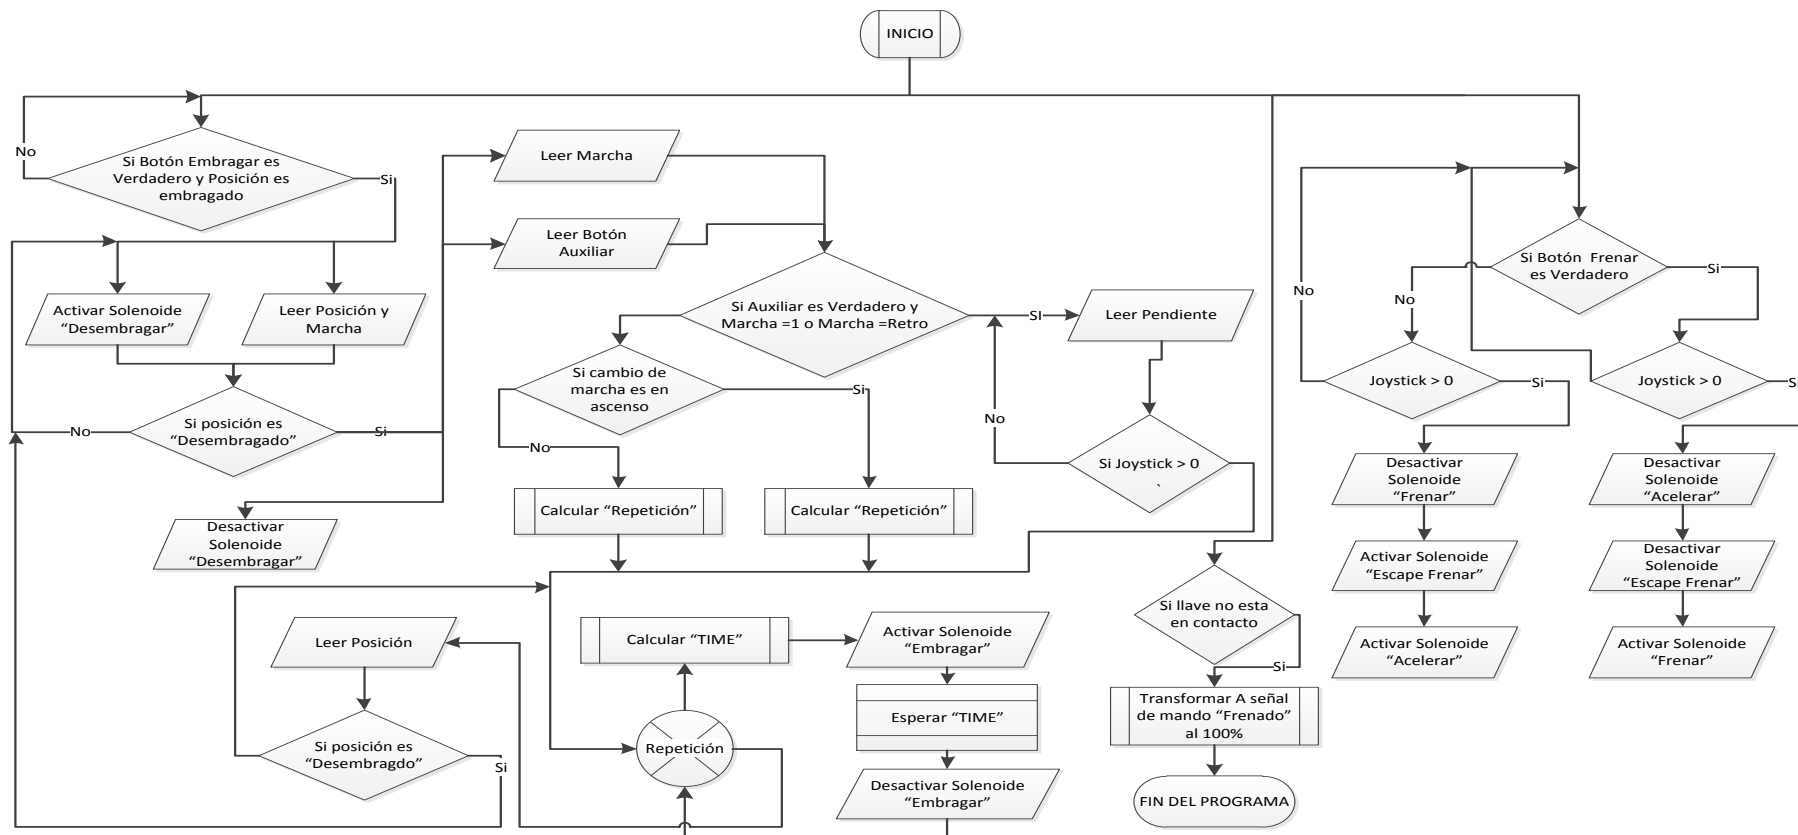 INICIO
No
Si Botón Embragar es
Verdadero y Posición es
embragado
Si
Activar Solenoide
“Desembragar”
Leer Posición y
Marcha
Si posición es
“Desembragado”
No
Si
Desactivar
Solenoide
“Desembragar”
Leer Marcha
Leer Botón
Auxiliar
Si Auxiliar es Verdadero y
Marcha =1 o Marcha =Retro
SI
Leer Pendiente
Si cambio de
marcha es en
ascenso
Si
No
No
Si Joystick > 0
Calcular “Repetición”
Calcular “Repetición”
Leer Posición
Si posición es
“Desembragdo”
Si
Calcular “TIME”
Repetición
Activar Solenoide
“Embragar”
Esperar “TIME”
Desactivar Solenoide
“Embragar”
Si llave no esta
en contacto
Si
Transformar A señal
de mando “Frenado”
al 100%
FIN DEL PROGRAMA
Si Botón Frenar
es Verdadero
Si
No
No
Joystick > 0
Si
Joystick > 0
Si
Desactivar
Solenoide
“Frenar”
Activar Solenoide
“Escape Frenar”
Activar Solenoide
“Acelerar”
Desactivar
Solenoide
“Acelerar”
Desactivar
Solenoide
“Escape Frenar”
Activar Solenoide
“Frenar”